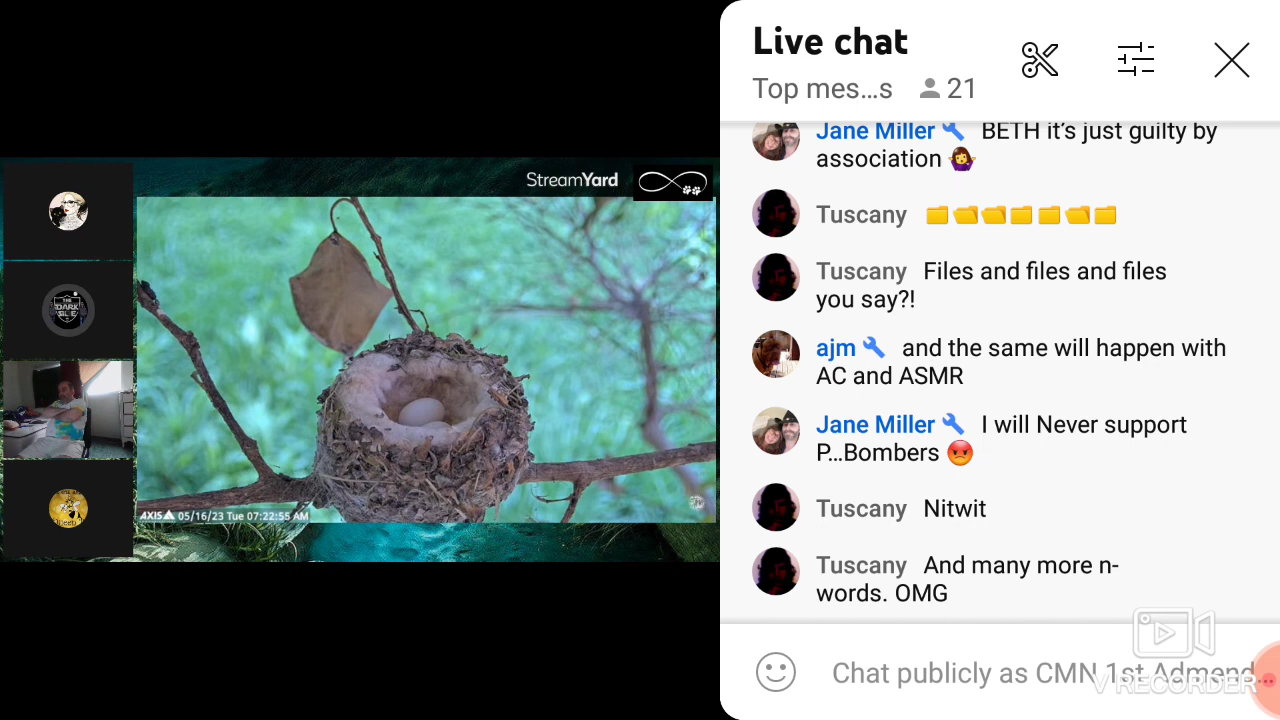 StreamYard
THE
DARK
SIDE
AXIS 05/16/23 Tue 07:22:55 AM
Live chat
Top mes...s 21
Jane Miller BETH it’s just guilty by
association 🤷‍♀️
Tuscany 📁📂📂📁📁📂📁
Tuscany Files and files and files
you say?!
ajm and the same will happen with
AC and ASMR
Jane Miller I will Never support
P...Bombers 😡
Tuscany Nitwit
Tuscany And many more n-
words. OMG
Chat publicly as CMN 1st Admend...
V RECORDER